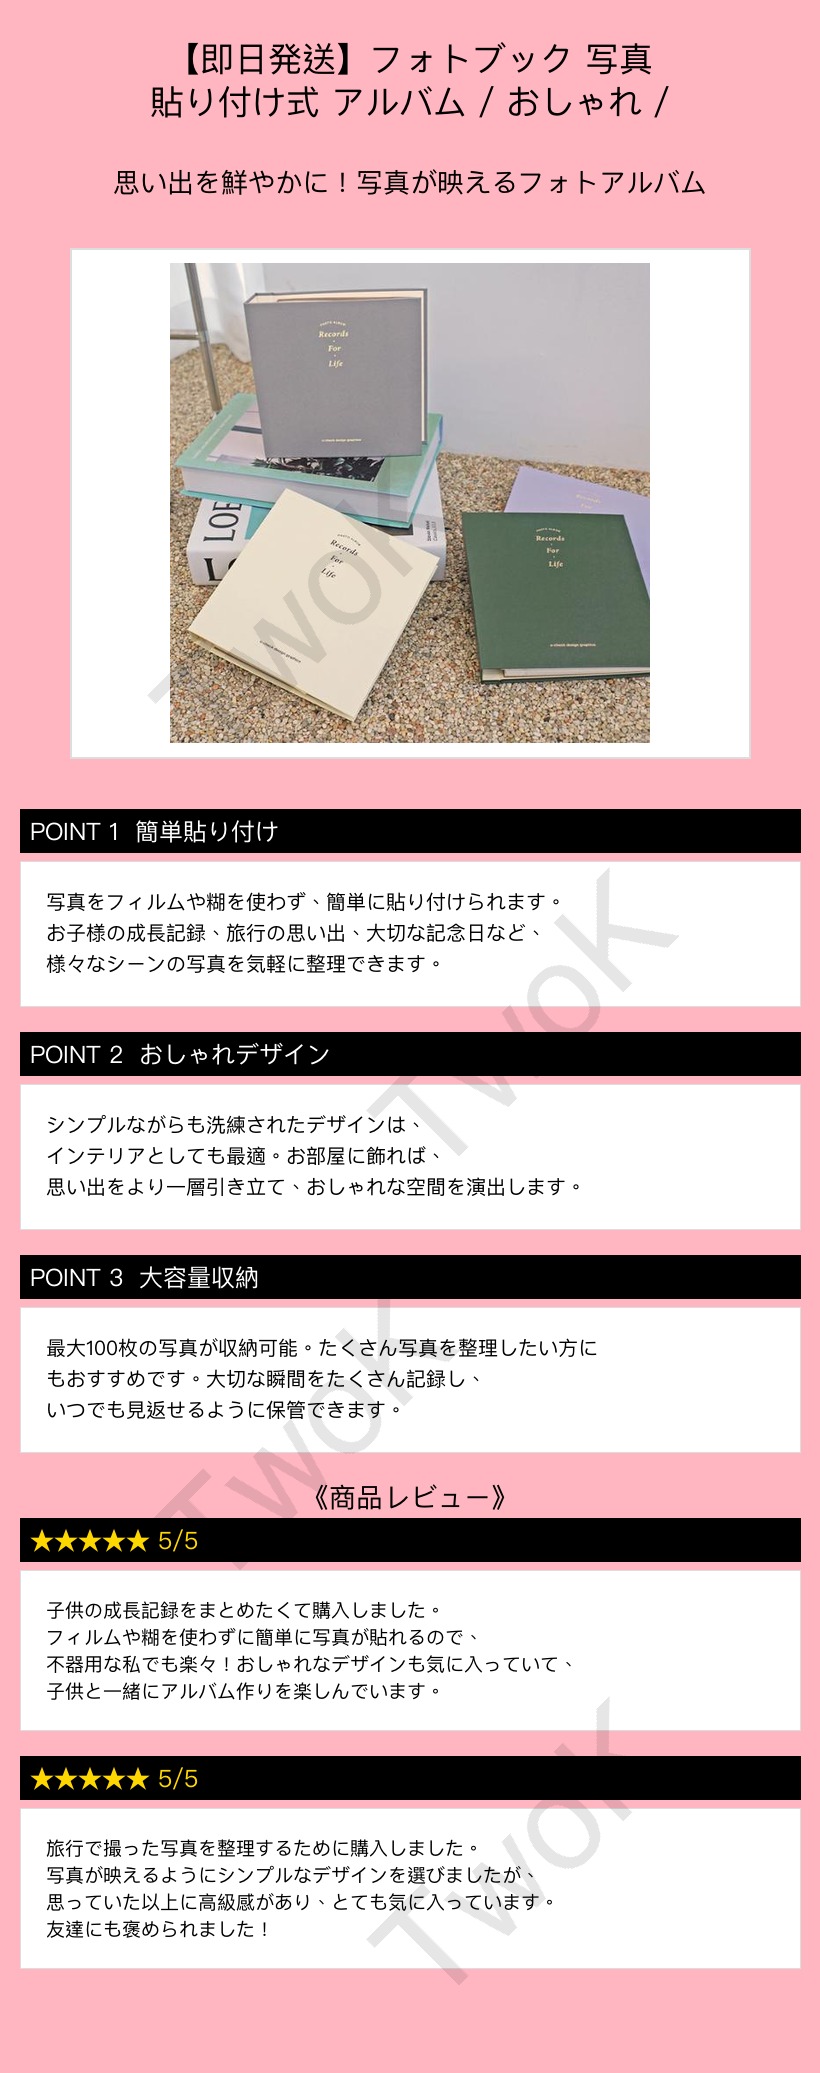 【即日発送】フォトブック 写真
貼り付け式 アルバム / おしゃれ /
思い出を鮮やかに！写真が映えるフォトアルバム
PHOTO ALBUM
Records
For
Life
e-check design graphics
LOE
PHOTO ALBUM
Records
For
Life
PHOTO ALBUM
Records
For
Life
TwoK
POINT 1 簡単貼り付け
写真をフィルムや糊を使わず、簡単に貼り付けられます。
お子様の成長記録、旅行の思い出、大切な記念日など、
様々なシーンの写真を気軽に整理できます。
TwoK
POINT 2 おしゃれデザイン
シンプルながらも洗練されたデザインは、
インテリアとしても最適。お部屋に飾れば、
思い出をより一層引き立て、おしゃれな空間を演出します。
POINT 3 大容量収納
最大100枚の写真が収納可能。たくさん写真を整理したい方に
もおすすめです。大切な瞬間をたくさん記録し、
いつでも見返せるように保管できます。
TwoK
《商品レビュー》
★★★★★ 5/5
子供の成長記録をまとめたくて購入しました。
フィルムや糊を使わずに簡単に写真が貼れるので、
不器用な私でも楽々！おしゃれなデザインも気に入っていて、
子供と一緒にアルバム作りを楽しんでいます。
★★★★★ 5/5
旅行で撮った写真を整理するために購入しました。
写真が映えるようにシンプルなデザインを選びましたが、
思っていた以上に高級感があり、とても気に入っています。
友達にも褒められました！
TwoK